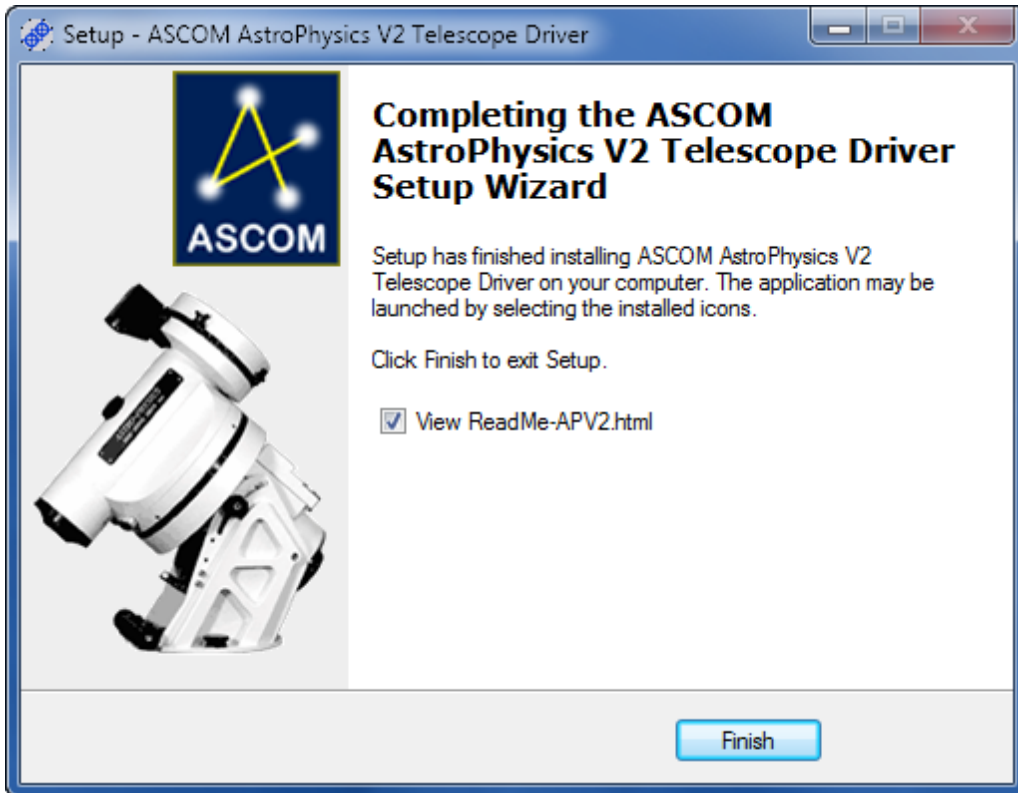 Setup - ASCOM AstroPhysics V2 Telescope Driver
ASCOM
Completing the ASCOM
AstroPhysics V2 Telescope Driver
Setup Wizard
Setup has finished installing ASCOM AstroPhysics V2
Telescope Driver on your computer. The application may be
launched by selecting the installed icons.
Click Finish to exit Setup.
View ReadMe-APV2.html
Finish